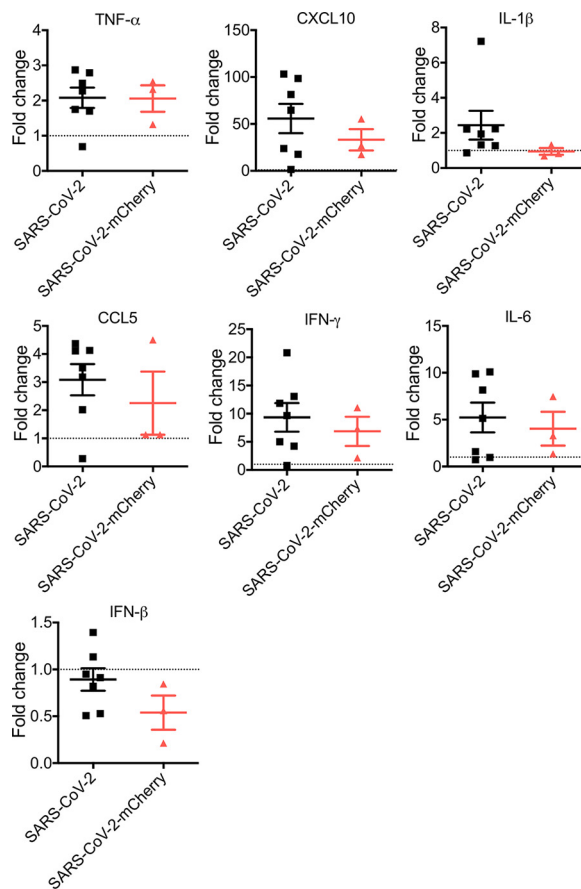 TNF-α
Fold change
4
3
2
1
0
SARS-CoV-2
SARS-CoV-2-mCherry
CXCL10
Fold change
150
100
50
0
SARS-CoV-2
SARS-CoV-2-mCherry
IL-1β
Fold change
8
6
4
2
0
SARS-CoV-2
SARS-CoV-2-mCherry
CCL5
Fold change
5
4
3
2
1
0
SARS-CoV-2
SARS-CoV-2-mCherry
IFN-γ
Fold change
25
20
15
10
5
0
SARS-CoV-2
SARS-CoV-2-mCherry
IL-6
Fold change
15
10
5
0
SARS-CoV-2
SARS-CoV-2-mCherry
IFN-β
Fold change
1.5
1.0
0.5
0.0
SARS-CoV-2
SARS-CoV-2-mCherry